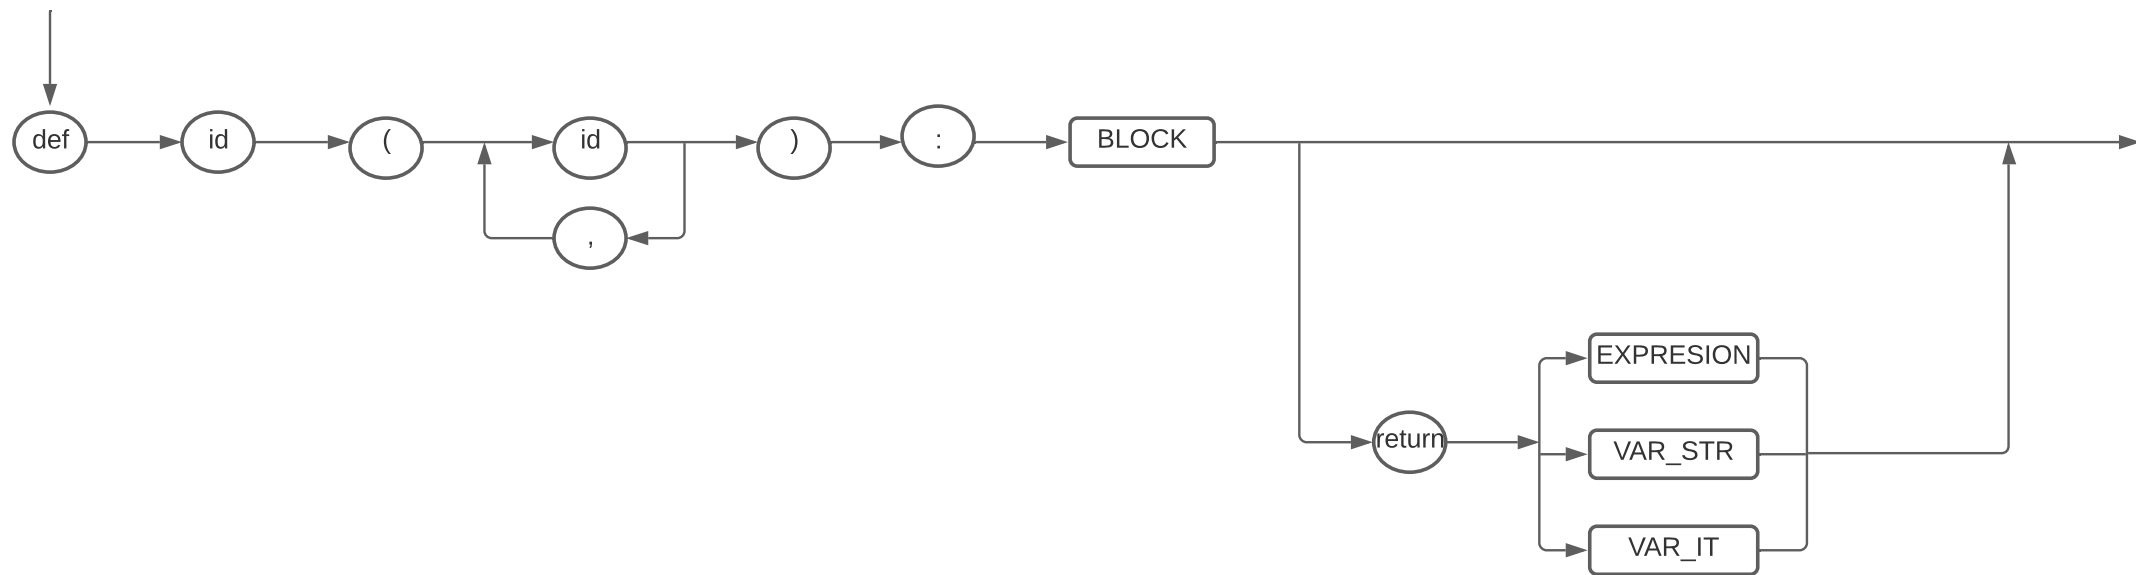 def
id
(
id
)
:
BLOCK
,
EXPRESION
return
VAR_STR
VAR_IT